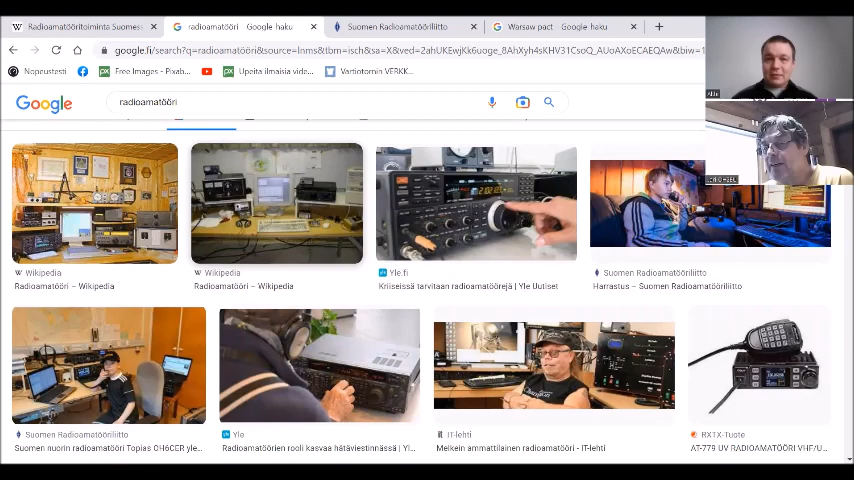 Radioamatööritoiminta Suomess
radioamatööri – Google-haku
Suomen Radioamatööriliitto
Warsaw pact – Google-haku
google.fi/search?q=radioamatööri&source=lnms&tbm=isch&sa=X&ved=2ahUKEwjKk6uoge_8AhXyh4sKHV31CsoQ_AUoAXoECAEQAw&biw=1
Nopeustesti
Free Images - Pixab...
Upeita ilmaisia video...
Vartiotornin VERKK...
Google
radioamatööri
Wikipedia
Radioamatööri – Wikipedia
Wikipedia
Radioamatööri – Wikipedia
Yle.fi
Kriiseissä tarvitaan radioamatöörejä | Yle Uutiset
Suomen Radioamatööriliitto
Harrastus – Suomen Radioamatööriliitto
Suomen Radioamatööriliitto
Suomen nuorin radioamatööri Topias OH6CER yle...
Yle
Radioamatöörien rooli kasvaa hätäviestinnässä | Yl...
IT-lehti
Melkein ammattilainen radioamatööri - IT-lehti
RXTX-Tuote
AT-779 UV RADIOAMATÖÖRI VHF/U...